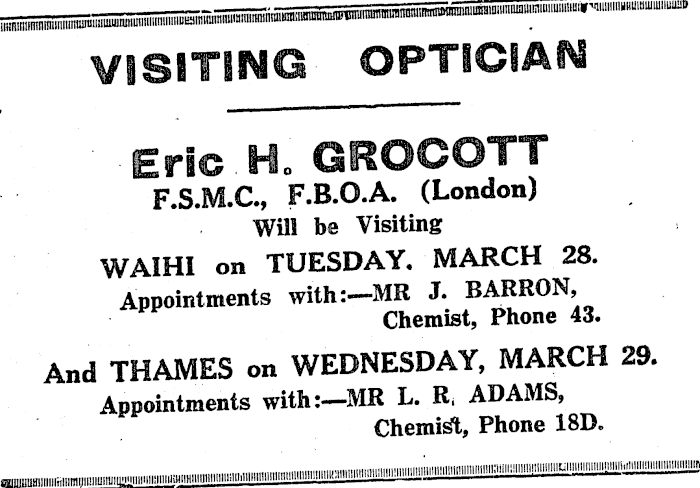 VISITING OPTICIAN
Eric H. GROCOTT
F.S.M.C., F.B.O.A. (London)
Will be Visiting
WAIHI on TUESDAY. MARCH 28.
Appointments with:—MR J. BARRON,
Chemist, Phone 43.
And THAMES on WEDNESDAY, MARCH 29.
Appointments with:—MR L. R. ADAMS,
Chemist, Phone 18D.